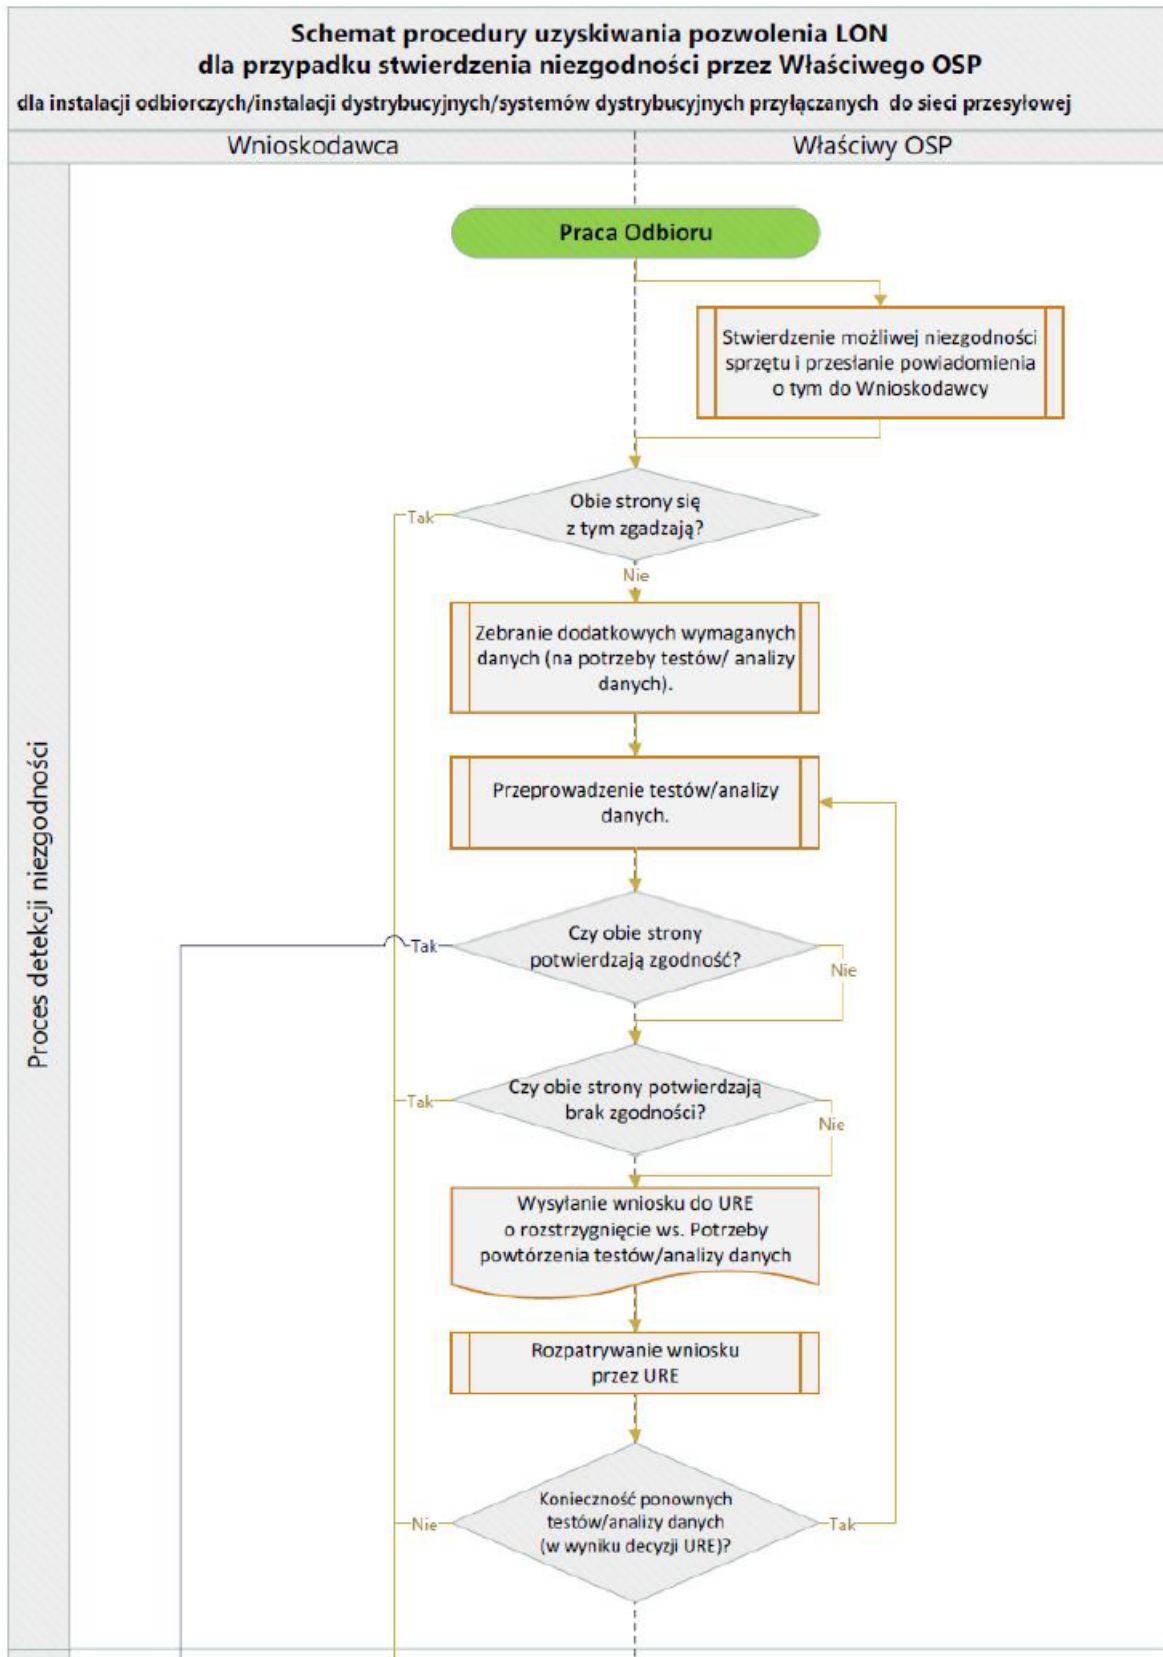 Schemat procedury uzyskiwania pozwolenia LON
dla przypadku stwierdzenia niezgodności przez Właściwego OSP
dla instalacji odbiorczych/instalacji dystrybucyjnych/systemów dystrybucyjnych przyłączanych do sieci przesyłowej
Wnioskodawca
Właściwy OSP
Proces detekcji niezgodności
Praca Odbioru
Stwierdzenie możliwej niezgodności
sprzętu i przesłanie powiadomienia
o tym do Wnioskodawcy
Obie strony się
z tym zgadzają?
Tak
Nie
Zebranie dodatkowych wymaganych
danych (na potrzeby testów/ analizy
danych).
Przeprowadzenie testów/analizy
danych.
Czy obie strony
potwierdzają zgodność?
Tak
Nie
Czy obie strony potwierdzają
brak zgodności?
Tak
Nie
Wysyłanie wniosku do URE
o rozstrzygnięcie ws. Potrzeby
powtórzenia testów/analizy danych
Rozpatrywanie wniosku
przez URE
Konieczność ponownych
testów/analizy danych
(w wyniku decyzji URE)?
Nie
Tak